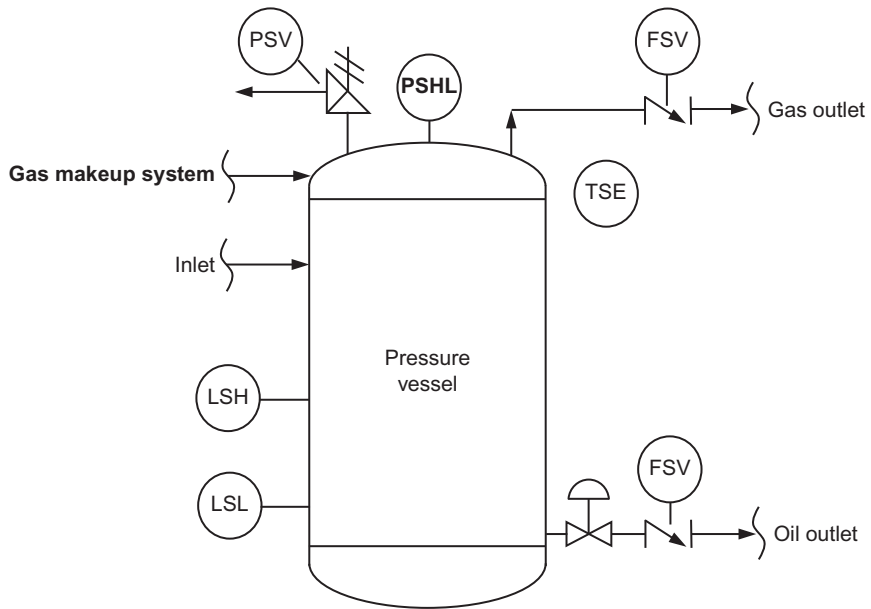 PSV
FSV
PSHL
Gas outlet
Gas makeup system
TSE
Inlet
Pressure
vessel
LSH
FSV
LSL
Oil outlet